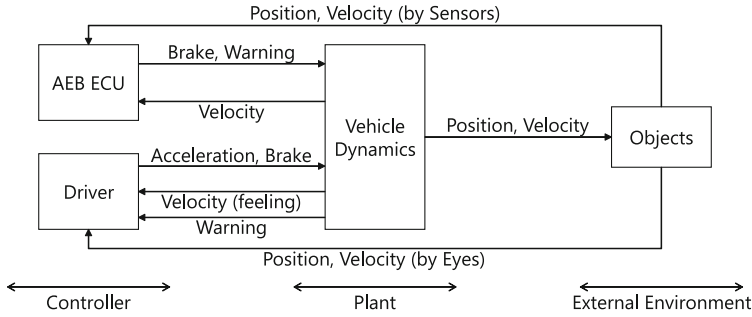 Position, Velocity (by Sensors)
AEB ECU
Brake, Warning
Velocity
Vehicle
Dynamics
Position, Velocity
Objects
Driver
Acceleration, Brake
Velocity (feeling)
Warning
Position, Velocity (by Eyes)
Controller
Plant
External Environment